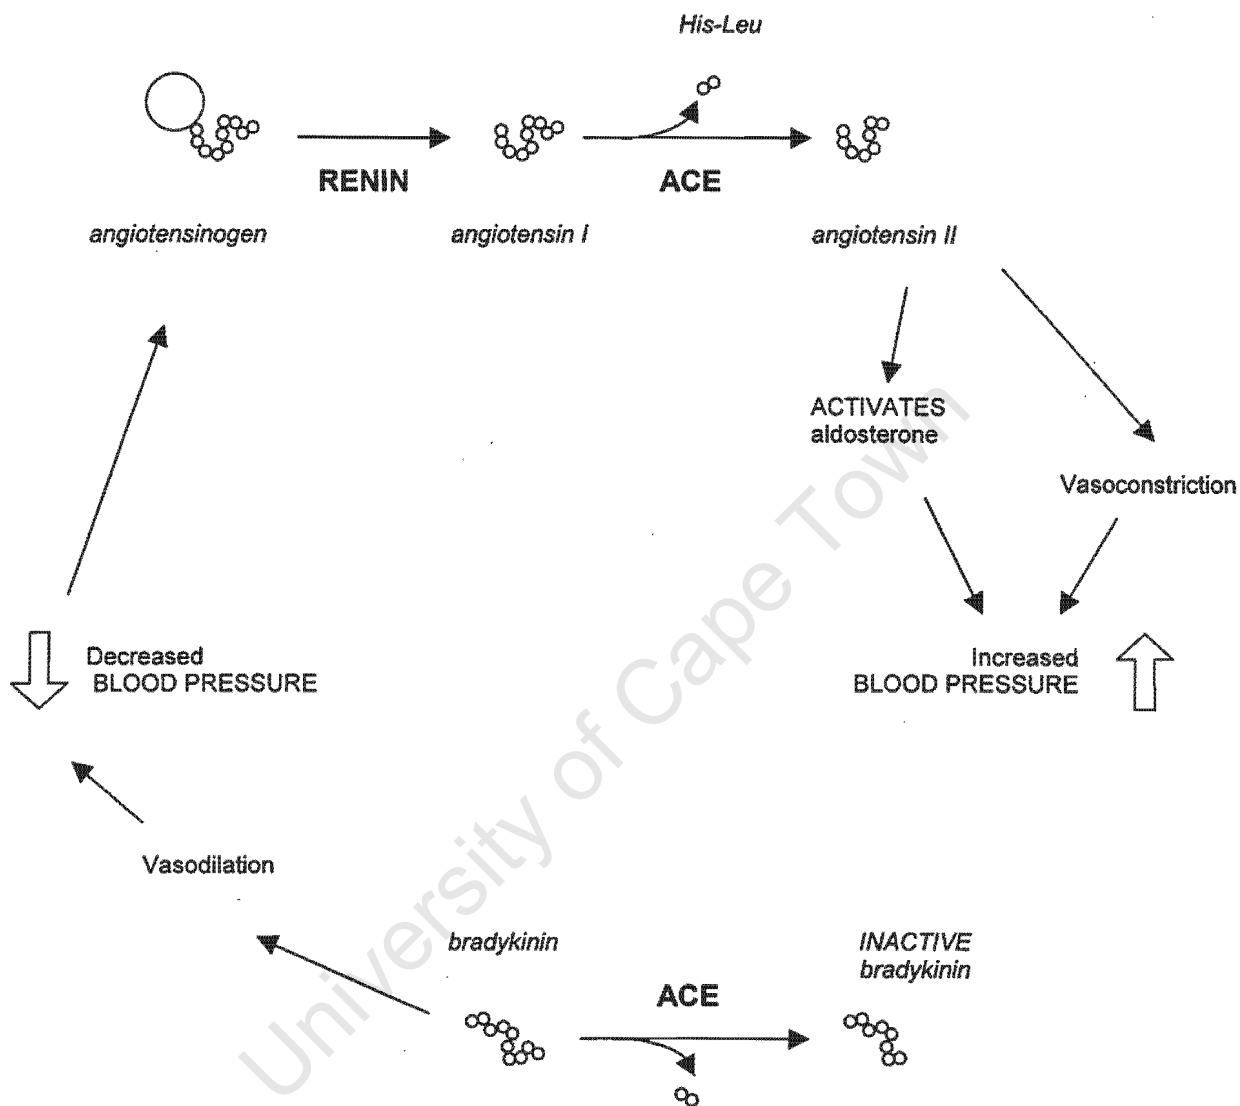 His-Leu
RENIN
ACE
angiotensinogen
angiotensin I
angiotensin II
ACTIVATES
aldosterone
Vasoconstriction
Decreased
BLOOD PRESSURE
Increased
BLOOD PRESSURE
Vasodilation
bradykinin
INACTIVE
bradykinin
ACE
University of Cape Town